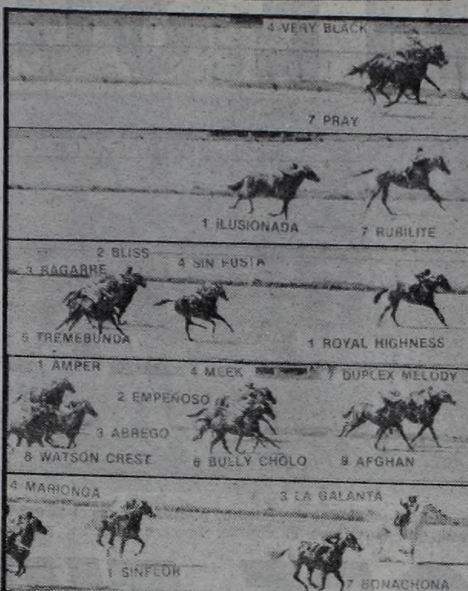 4 VERY BLACK
7 PRAY
1 ILUSIONADA 7 RUBILITE
2 BLISS
3 BAGARRE 4 SIN FUSTA
5 TREMEBUNDA 1 ROYAL HIGHNESS
1 AMPER 4 MLEK 7 DUPLEX MELODY
2 EMPEÑOSO
3 ABREGO
8 WATSON CREST 6 BULLY CHOLO 9 AFGHAN
4 MARIONGA 3 LA GALANTA
1 SINFLOR 7 BONACHONA